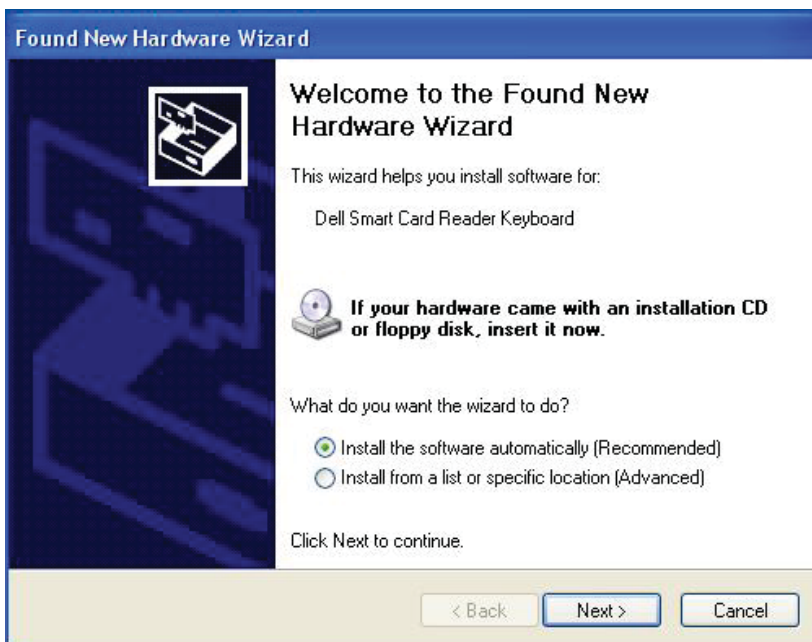 Found New Hardware Wizard
Welcome to the Found New
Hardware Wizard
This wizard helps you install software for:
Dell Smart Card Reader Keyboard
If your hardware came with an installation CD
or floppy disk, insert it now.
What do you want the wizard to do?
Install the software automatically (Recommended)
Install from a list or specific location (Advanced)
Click Next to continue.
< Back Next > Cancel